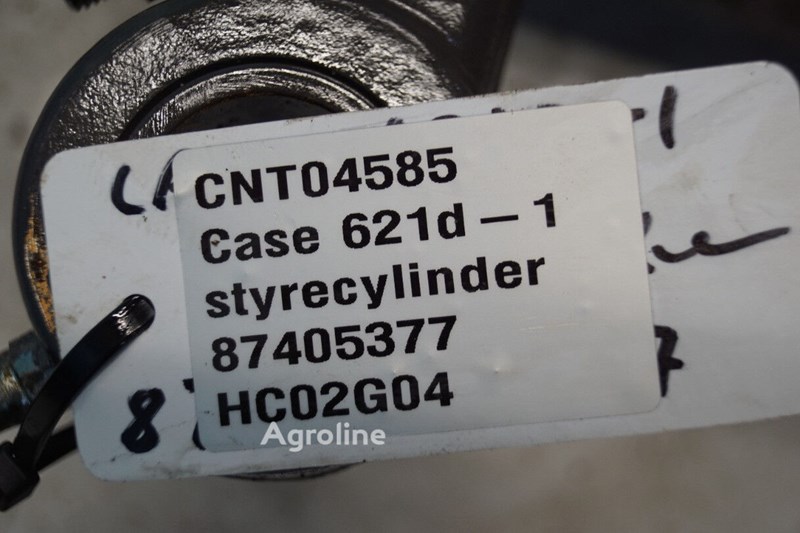 CNT04585
Case 621d – 1
styrecylinder
87405377
HC02G04
Agroline